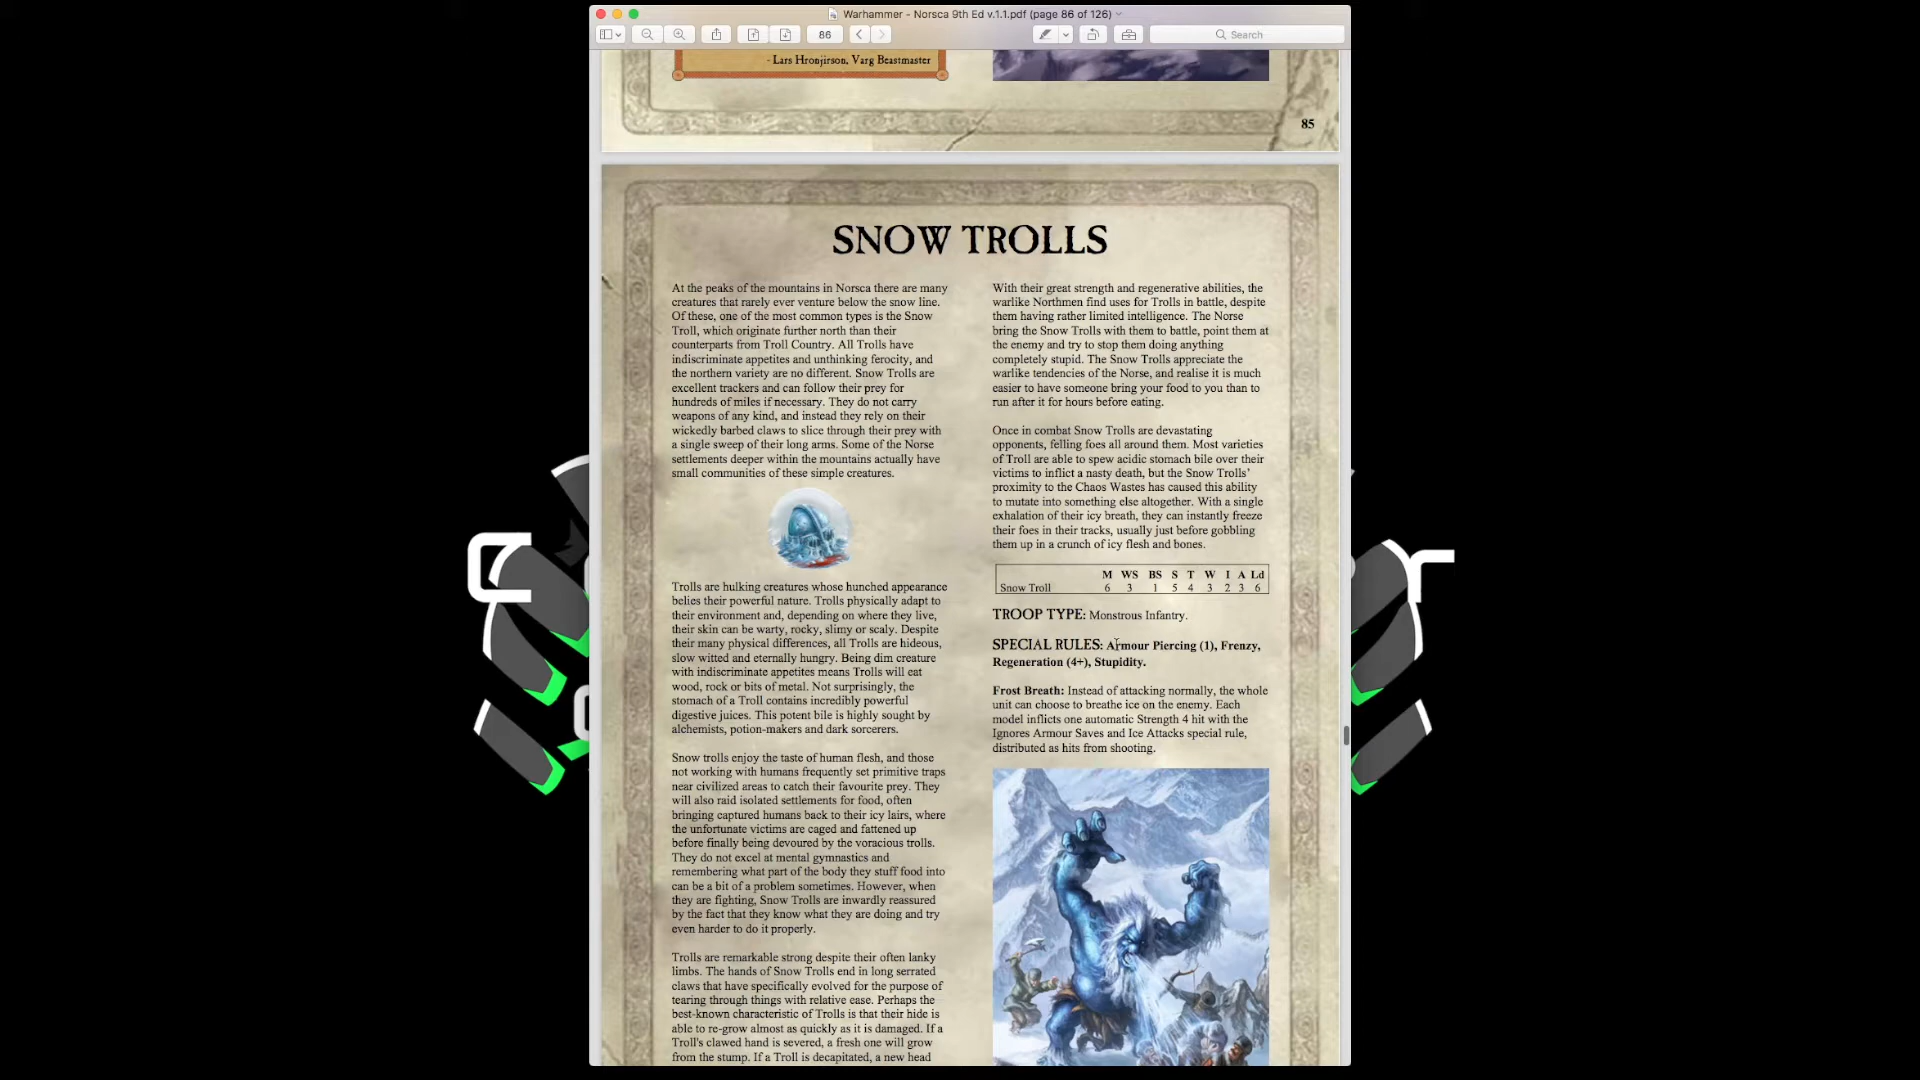 Warhammer - Norsca 9th Ed v.1.1.pdf (page 86 of 126)
86
Search
- Lars Hronjirson, Varg Beastmaster
85
SNOW TROLLS
At the peaks of the mountains in Norsca there are many
creatures that rarely ever venture below the snow line.
Of these, one of the most common types is the Snow
Troll, which originate further north than their
counterparts from Troll Country. All Trolls have
indiscriminate appetites and unthinking ferocity, and
the northern variety are no different. Snow Trolls are
excellent trackers and can follow their prey for
hundreds of miles if necessary. They do not carry
weapons of any kind, and instead they rely on their
wickedly barbed claws to slice through their prey with
a single sweep of their long arms. Some of the Norse
settlements deeper within the mountains actually have
small communities of these simple creatures.
Trolls are hulking creatures whose hunched appearance
belies their powerful nature. Trolls physically adapt to
their environment and, depending on where they live,
their skin can be warty, rocky, slimy or scaly. Despite
their many physical differences, all Trolls are hideous,
slow witted and eternally hungry. Being dim creature
with indiscriminate appetites means Trolls will eat
wood, rock or bits of metal. Not surprisingly, the
stomach of a Troll contains incredibly powerful
digestive juices. This potent bile is highly sought by
alchemists, potion-makers and dark sorcerers.
Snow trolls enjoy the taste of human flesh, and those
not working with humans frequently set primitive traps
near civilized areas to catch their favourite prey. They
will also raid isolated settlements for food, often
bringing captured humans back to their icy lairs, where
the unfortunate victims are caged and fattened up
before finally being devoured by the voracious trolls.
They do not excel at mental gymnastics and
remembering what part of the body they stuff food into
can be a bit of a problem sometimes. However, when
they are fighting, Snow Trolls are inwardly reassured
by the fact that they know what they are doing and try
even harder to do it properly.
Trolls are remarkable strong despite their often lanky
limbs. The hands of Snow Trolls end in long serrated
claws that have specifically evolved for the purpose of
tearing through things with relative ease. Perhaps the
best-known characteristic of Trolls is that their hide is
able to re-grow almost as quickly as it is damaged. If a
Troll's clawed hand is severed, a fresh one will grow
from the stump. If a Troll is decapitated, a new head
With their great strength and regenerative abilities, the
warlike Northmen find uses for Trolls in battle, despite
them having rather limited intelligence. The Norse
bring the Snow Trolls with them to battle, point them at
the enemy and try to stop them doing anything
completely stupid. The Snow Trolls appreciate the
warlike tendencies of the Norse, and realise it is much
easier to have someone bring your food to you than to
run after it for hours before eating.
Once in combat Snow Trolls are devastating
opponents, felling foes all around them. Most varieties
of Troll are able to spew acidic stomach bile over their
victims to inflict a nasty death, but the Snow Trolls'
proximity to the Chaos Wastes has caused this ability
to mutate into something else altogether. With a single
exhalation of their icy breath, they can instantly freeze
their foes in their tracks, usually just before gobbling
them up in a crunch of icy flesh and bones.
M WS BS S T W I A Ld
Snow Troll 6 3 1 5 4 3 2 3 6
TROOP TYPE: Monstrous Infantry.
SPECIAL RULES: Armour Piercing (1), Frenzy,
Regeneration (4+), Stupidity.
Frost Breath: Instead of attacking normally, the whole
unit can choose to breathe ice on the enemy. Each
model inflicts one automatic Strength 4 hit with the
Ignores Armour Saves and Ice Attacks special rule,
distributed as hits from shooting.